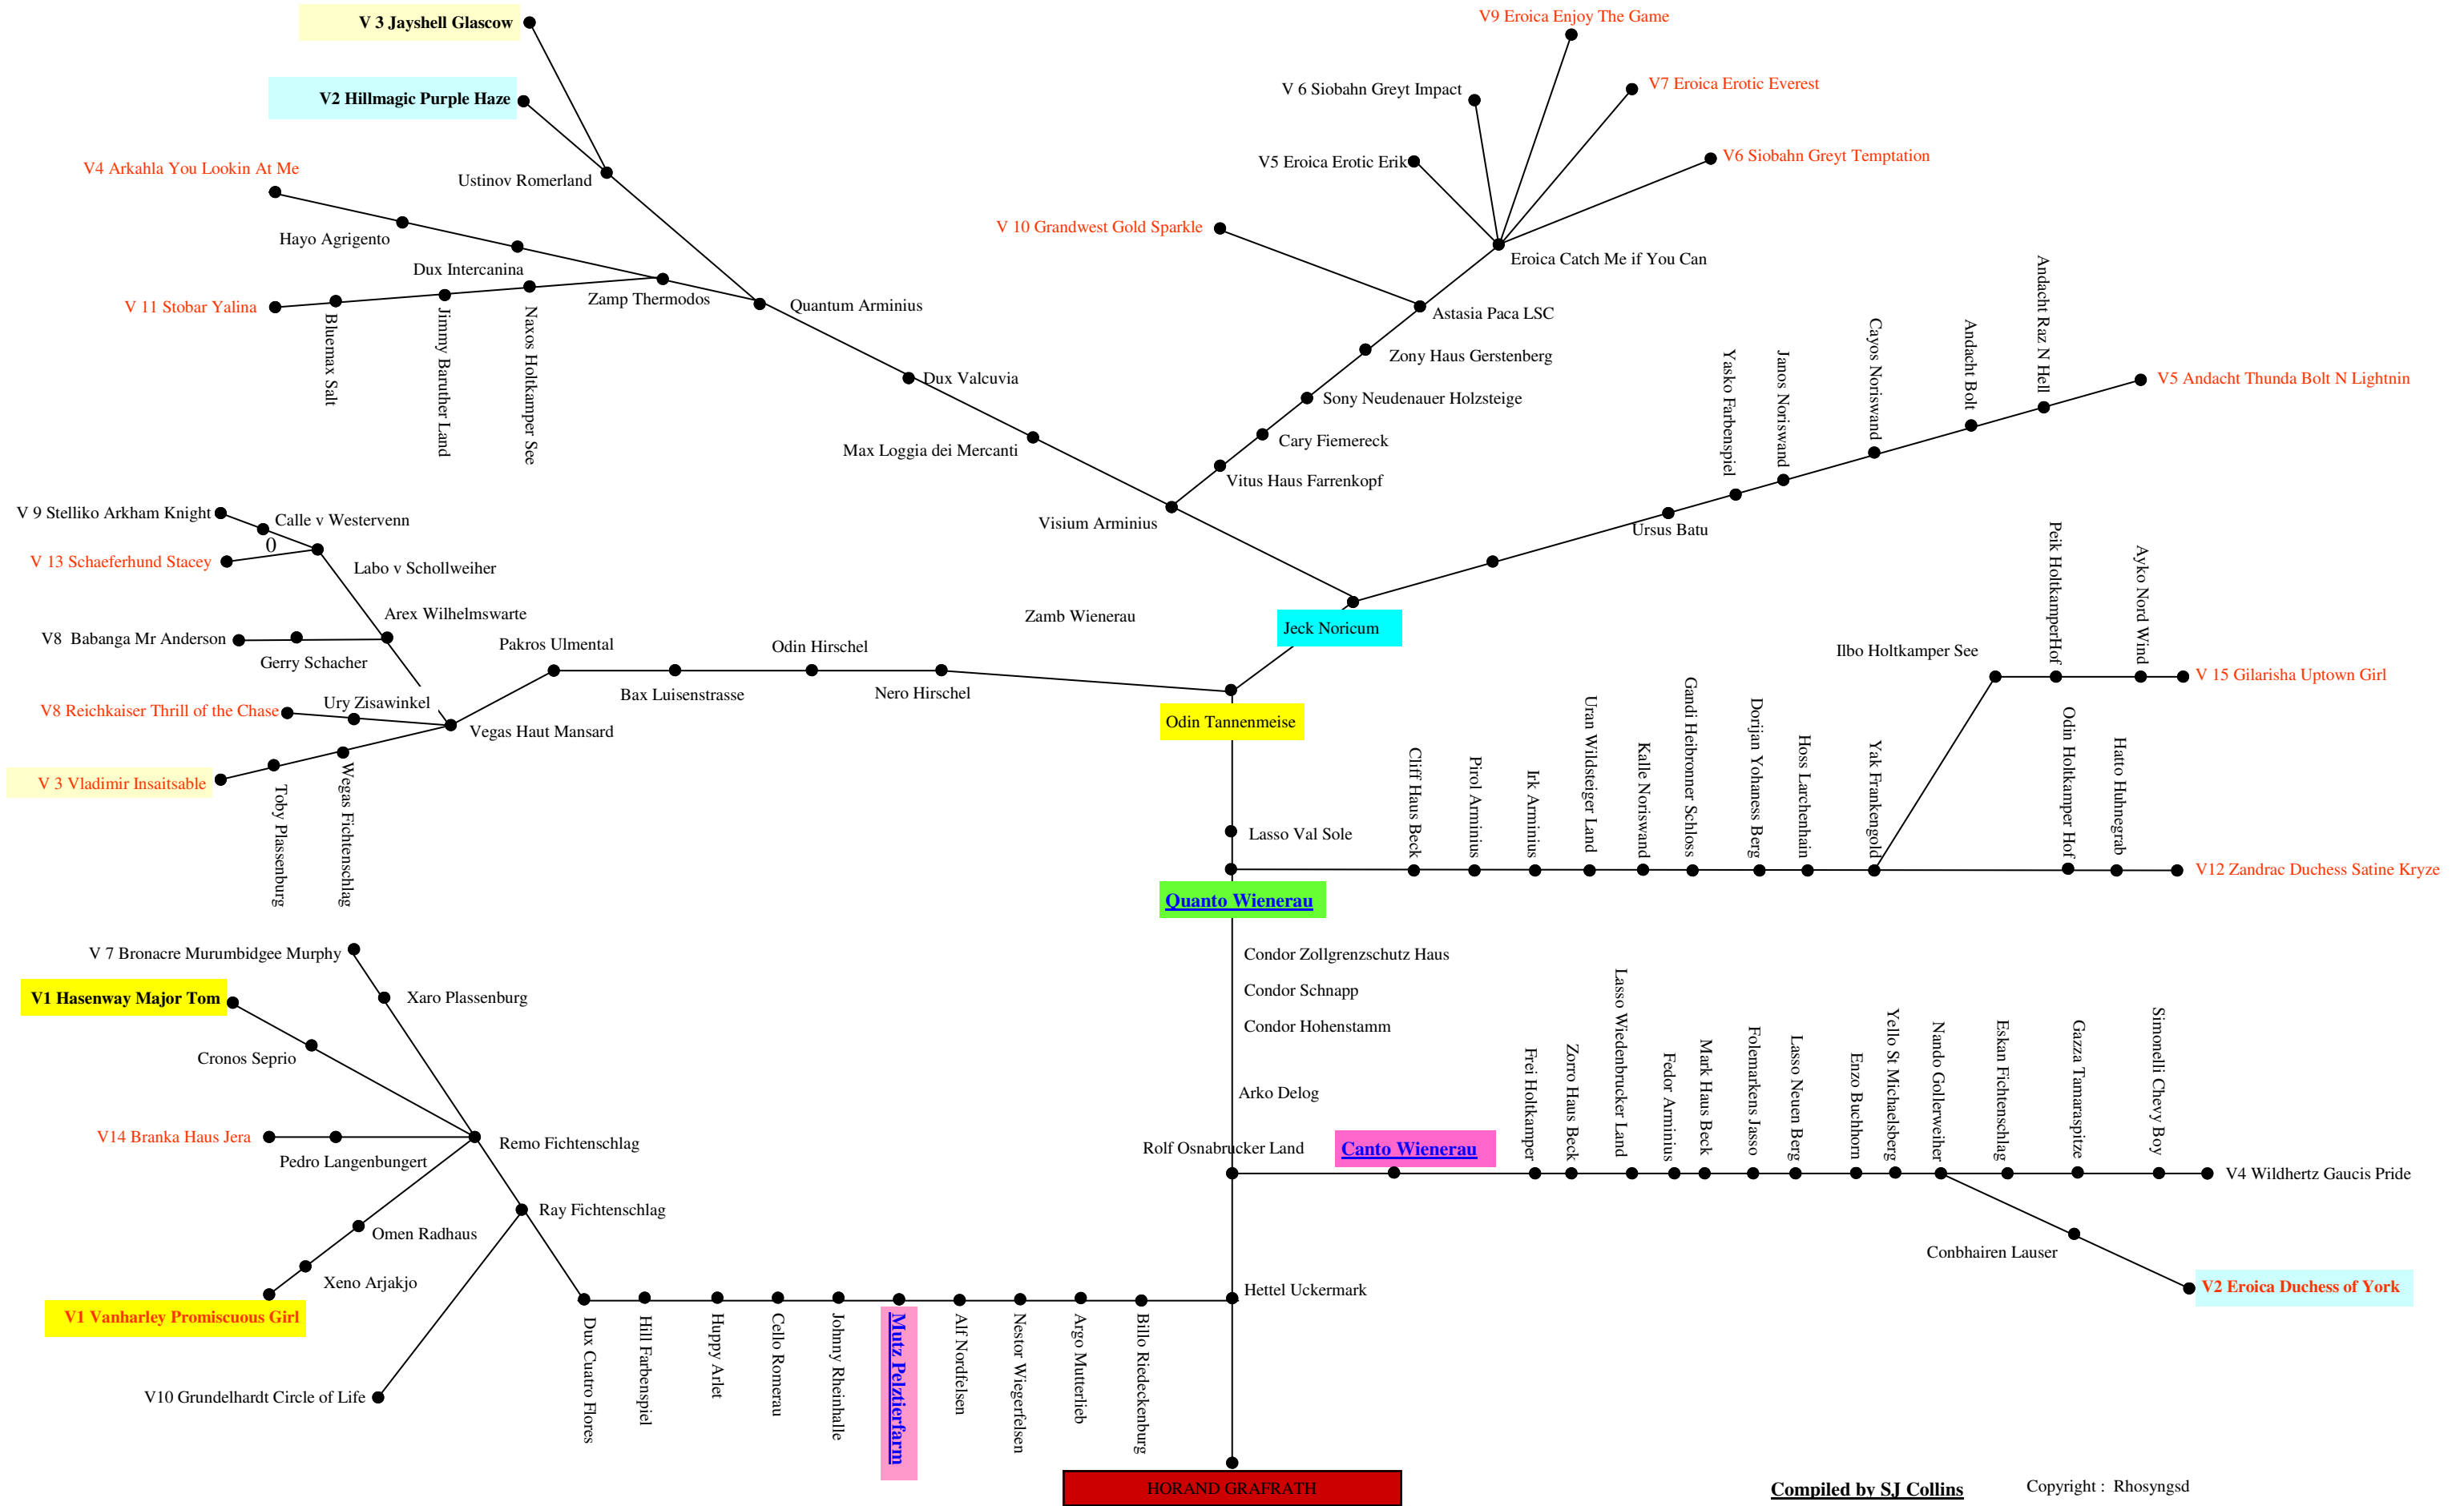 V 3 Jayshell Glascow
V9 Eroica Enjoy The Game
V2 Hillmagic Purple Haze
V 6 Siobahn Greyt Impact
V7 Eroica Erotic Everest
V4 Arkahla You Lookin At Me
Ustinov Romerland
V5 Eroica Erotic Erik
V6 Siobahn Greyt Temptation
Hayo Agrigento
V 10 Grandwest Gold Sparkle
Dux Intercanina
Eroica Catch Me if You Can
V 11 Stobar Yalina
Zamp Thermodos
Quantum Arminius
Astasia Paca LSC
Bluemax Salt
Jimmy Baruther Land
Naxos Holtkamper See
Dux Valcuvia
Zony Haus Gerstenberg
Sony Neudenauer Holzsteige
Cary Fiemereck
Max Loggia dei Mercanti
Vitus Haus Farrenkopf
Yasko Farbenspiel
Janos Noriswand
Cayos Noriswand
Andacht Bolt
Andacht Raz N Hell
V5 Andacht Thunda Bolt N Lightnin
V 9 Stelliko Arkham Knight
Calle v Westervenn
0
Visium Arminius
Ursus Batu
V 13 Schaeferhund Stacey
Labo v Schollweiher
Arex Wilhelmswarte
Zamb Wienerau
Jeck Noricum
V8 Babanga Mr Anderson
Gerry Schacher
Pakros Ulmental
Odin Hirschel
Ilbo Holtkamper See
Peik HoltkamperHof
Ayko Nord Wind
V 15 Gilarisha Uptown Girl
Bax Luisenstrasse
Nero Hirschel
Ury Zisawinkel
V8 Reichkaiser Thrill of the Chase
Vegas Haut Mansard
Odin Tannenmeise
V 3 Vladimir Insaitsable
Toby Plassenburg
Wegas Fichtenschlag
Lasso Val Sole
Cliff Haus Beck
Pirol Arminius
Irk Arminius
Uran Wildsteiger Land
Kalle Noriswand
Gandi Heibronner Schloss
Dorijan Yohaness Berg
Hoss Larchenhain
Yak Frankengold
Odin Holtkamper Hof
Hatto Huhnegrab
V12 Zandrac Duchess Satine Kryze
Quanto Wienerau
V 7 Bronacre Murumbidgee Murphy
Condor Zollgrenzschutz Haus
V1 Hasenway Major Tom
Xaro Plassenburg
Condor Schnapp
Condor Hohenstamm
Cronos Seprio
Arko Delog
V14 Branka Haus Jera
Pedro Langenbungert
Remo Fichtenschlag
Rolf Osnabrucker Land
Canto Wienerau
Frei Holtkamper
Zorro Haus Beck
Lasso Wiedenbrucker Land
Fedor Arminius
Mark Haus Beck
Folemarkens Jasso
Lasso Neuen Berg
Enzo Buchhorn
Yello St Michaelsberg
Nando Gollerweiher
Eskan Fichtenschlag
Gazza Tamaraspitze
Simonelli Chevy Boy
V4 Wildhertz Gaucis Pride
Ray Fichtenschlag
Omen Radhaus
Conbhairen Lauser
Xeno Arjakjo
Hettel Uckermark
V2 Eroica Duchess of York
V1 Vanharley Promiscuous Girl
V10 Grundelhardt Circle of Life
Dux Cuatro Flores
Hill Farbenspiel
Huppy Arlet
Cello Romerau
Johnny Rheinhalle
Mutz Pelztierfarm
Alf Nordfelsen
Nestor Wiegerfelsen
Argo Mutterlieb
Billo Riedeckenburg
HORAND GRAFRATH
Compiled by SJ Collins
Copyright : Rhosyngsd